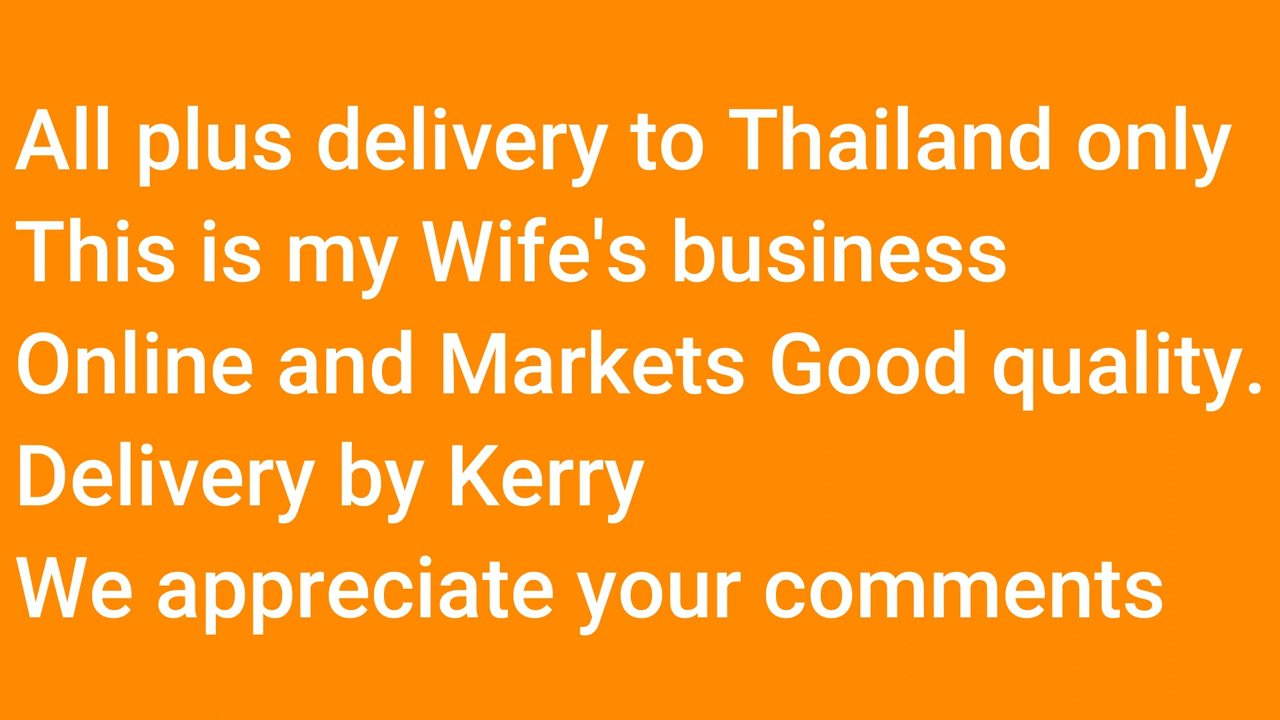 All plus delivery to Thailand only
This is my Wife's business
Online and Markets Good quality.
Delivery by Kerry
We appreciate your comments